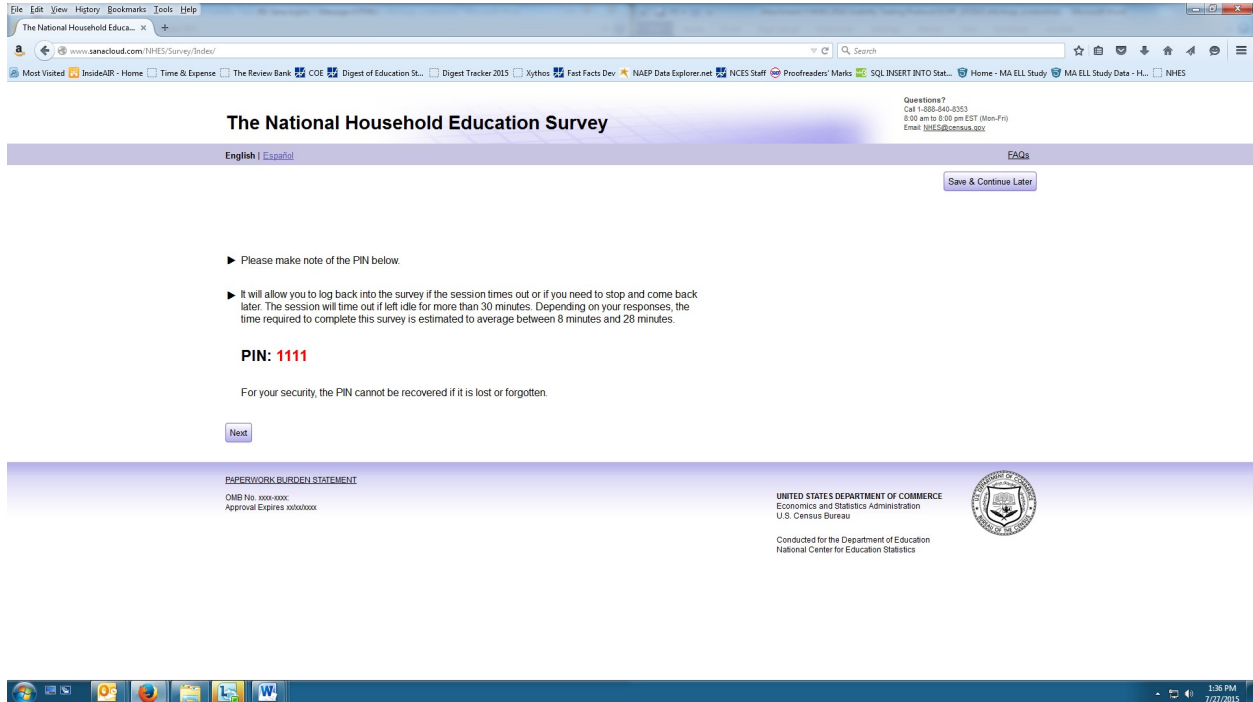 File Edit View History Bookmarks Tools Help
The National Household Educa... × +
www.sanacloud.com/NHES/Survey/Index/ Search
Most Visited InsideAIR - Home Time & Expense The Review Bank COE Digest of Education St... Digest Tracker 2015 Xythos Fast Facts Dev NAEP Data Explorer.net NCES Staff Proofreaders' Marks SQL INSERT INTO Stat... Home - MA ELL Study MA ELL Study Data - H... NHES
Questions?
Call 1-888-840-8353
8:00 am to 8:00 pm EST (Mon-Fri)
Email: NHES@census.gov
The National Household Education Survey
English | Español FAQs
Save & Continue Later
► Please make note of the PIN below.
► It will allow you to log back into the survey if the session times out or if you need to stop and come back
later. The session will time out if left idle for more than 30 minutes. Depending on your responses, the
time required to complete this survey is estimated to average between 8 minutes and 28 minutes.
PIN: 1111
For your security, the PIN cannot be recovered if it is lost or forgotten.
Next
PAPERWORK BURDEN STATEMENT
OMB No. xxxx-xxxx:
Approval Expires xx/xx/xxxx
UNITED STATES DEPARTMENT OF COMMERCE
Economics and Statistics Administration
U.S. Census Bureau
Conducted for the Department of Education
National Center for Education Statistics
1:36 PM
7/27/2015